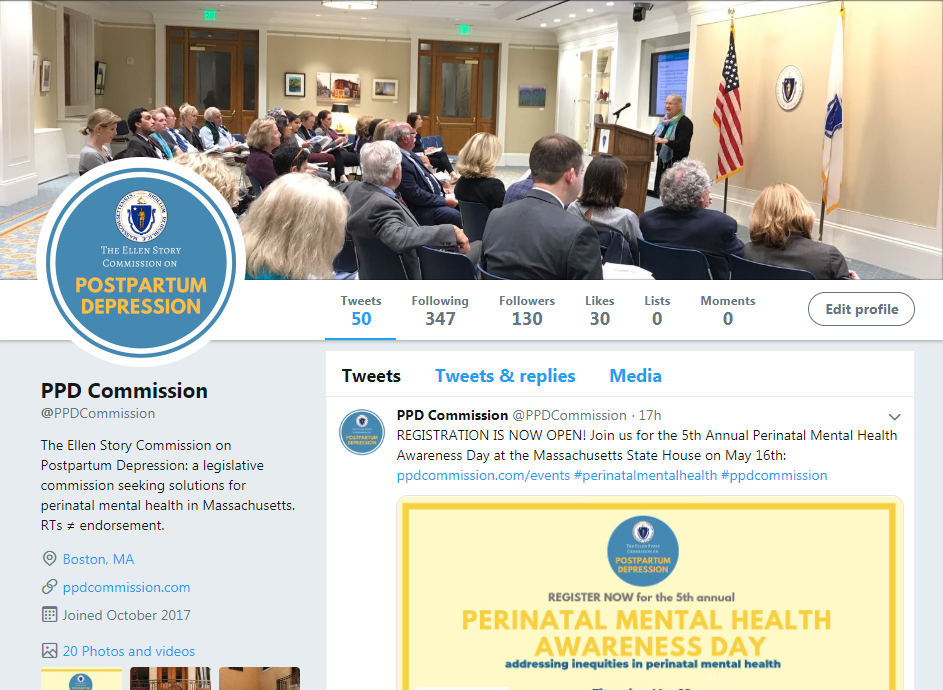 THE ELLEN STORY
COMMISSION ON
POSTPARTUM
DEPRESSION
Tweets
50
Following
347
Followers
130
Likes
30
Lists
0
Moments
0
Edit profile
PPD Commission
@PPDCommission
The Ellen Story Commission on
Postpartum Depression: a legislative
commission seeking solutions for
perinatal mental health in Massachusetts.
RTs ≠ endorsement.
Boston, MA
ppdcommission.com
Joined October 2017
20 Photos and videos
Tweets Tweets & replies Media
PPD Commission @PPDCommission · 17h
REGISTRATION IS NOW OPEN! Join us for the 5th Annual Perinatal Mental Health
Awareness Day at the Massachusetts State House on May 16th:
ppdcommission.com/events #perinatalmentalhealth #ppdcommission
THE ELLEN STORY
COMMISSION ON
POSTPARTUM
DEPRESSION
REGISTER NOW for the 5th annual
PERINATAL MENTAL HEALTH
AWARENESS DAY
addressing inequities in perinatal mental health